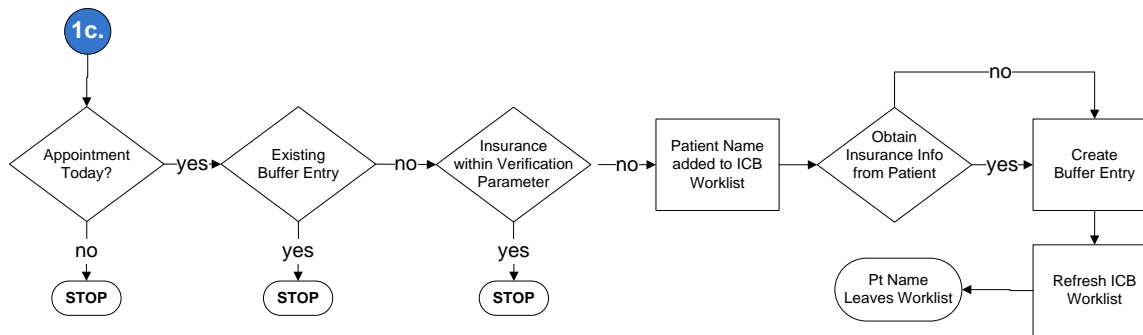 1c.
Appointment
Today?
yes
no
STOP
Existing
Buffer Entry
no
yes
STOP
Insurance
within Verification
Parameter
no
yes
STOP
Patient Name
added to ICB
Worklist
Obtain
Insurance Info
from Patient
no
yes
Create
Buffer Entry
Refresh ICB
Worklist
Pt Name
Leaves Worklist